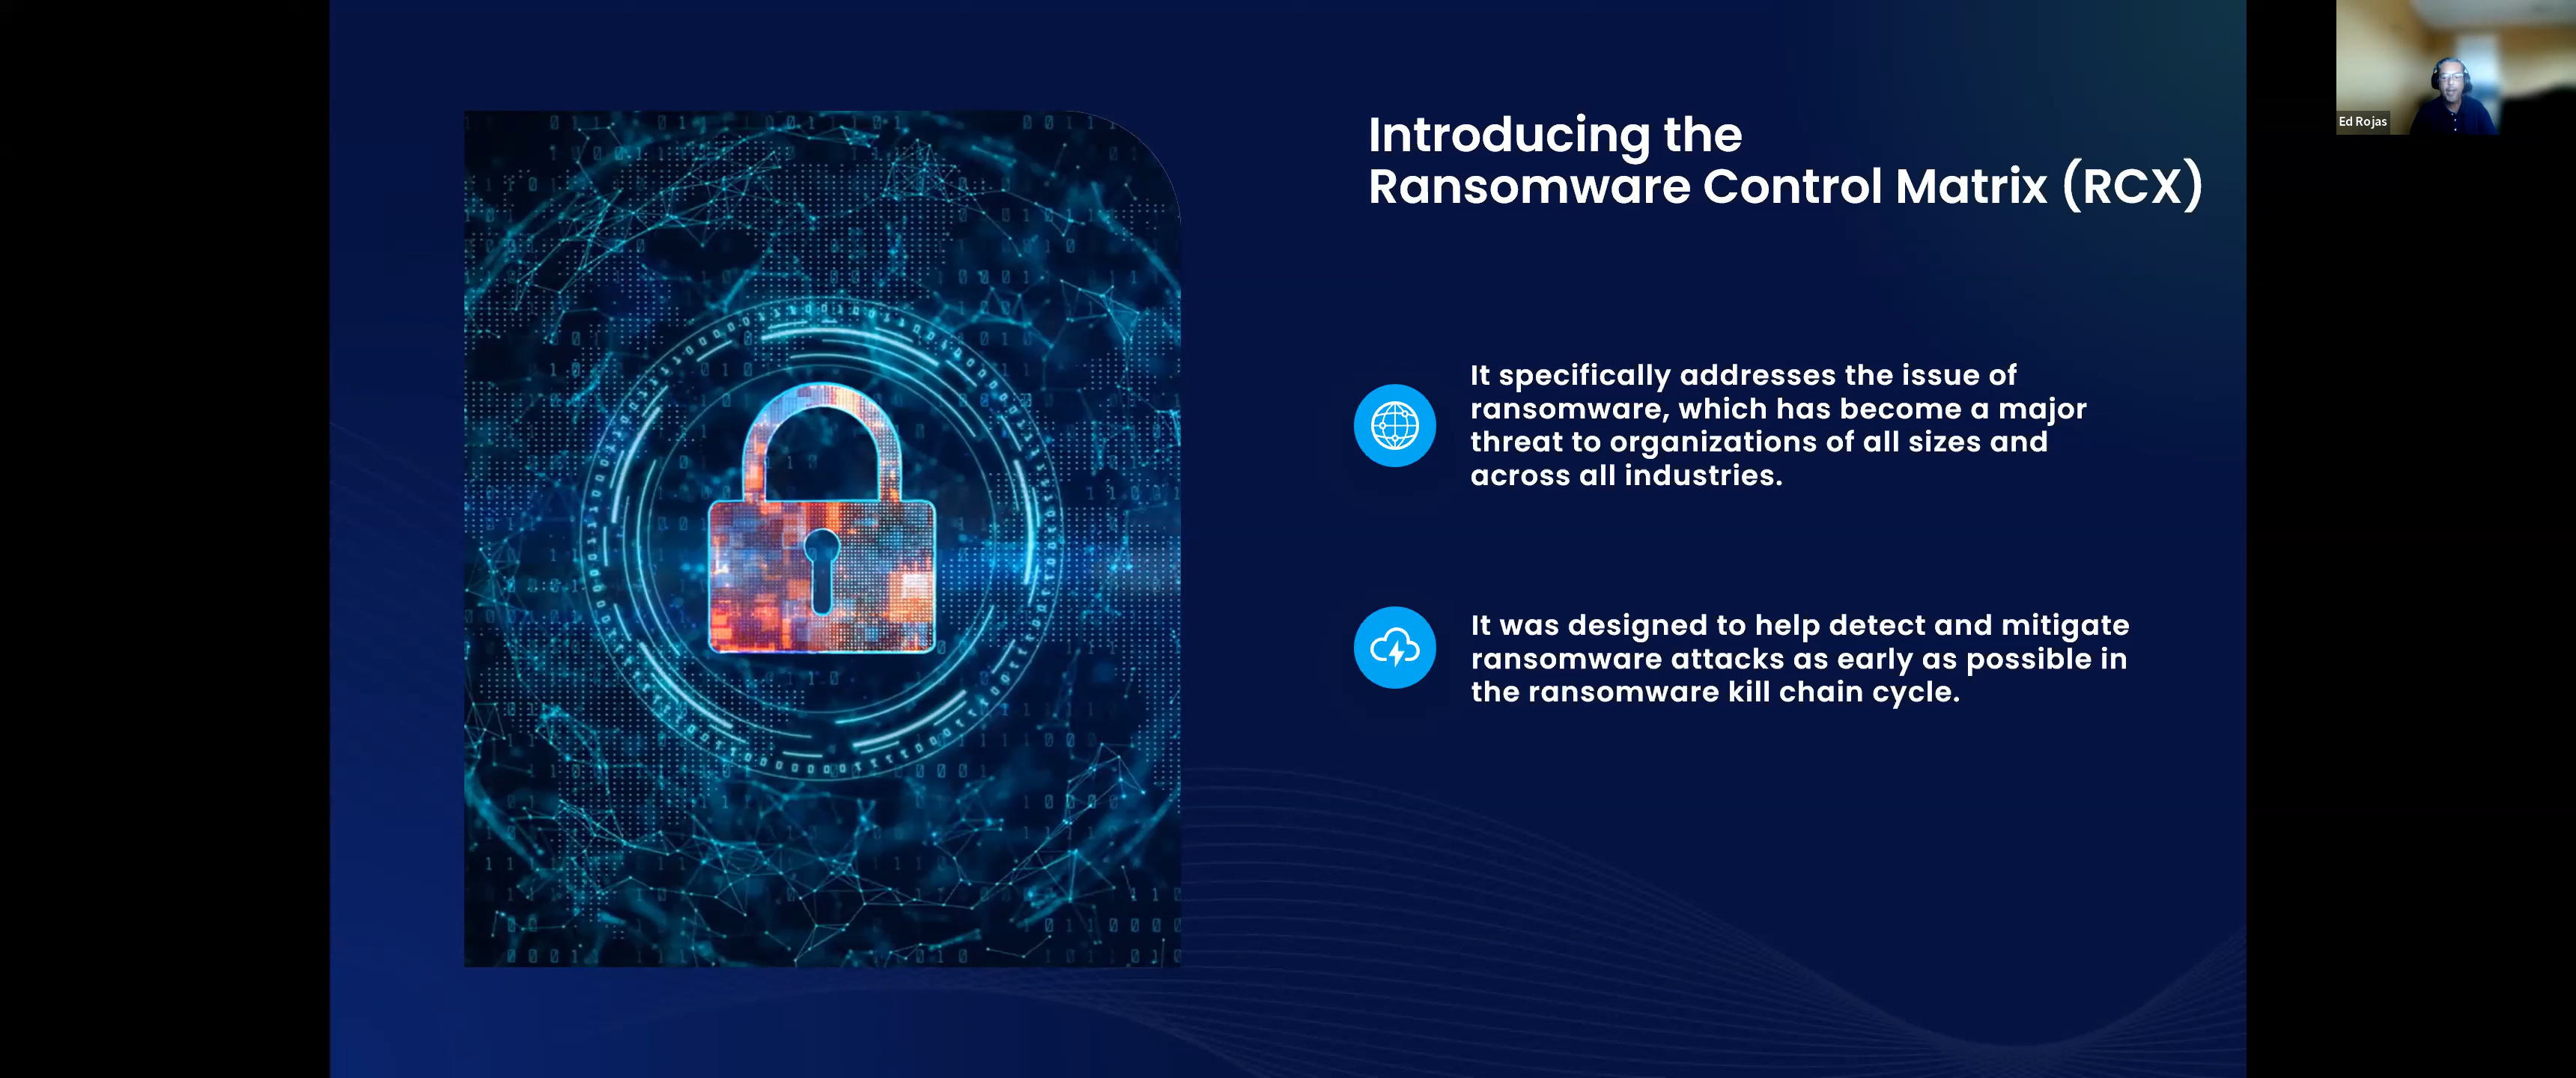 Introducing the
Ransomware Control Matrix (RCX)
It specifically addresses the issue of
ransomware, which has become a major
threat to organizations of all sizes and
across all industries.
It was designed to help detect and mitigate
ransomware attacks as early as possible in
the ransomware kill chain cycle.
Ed Rojas